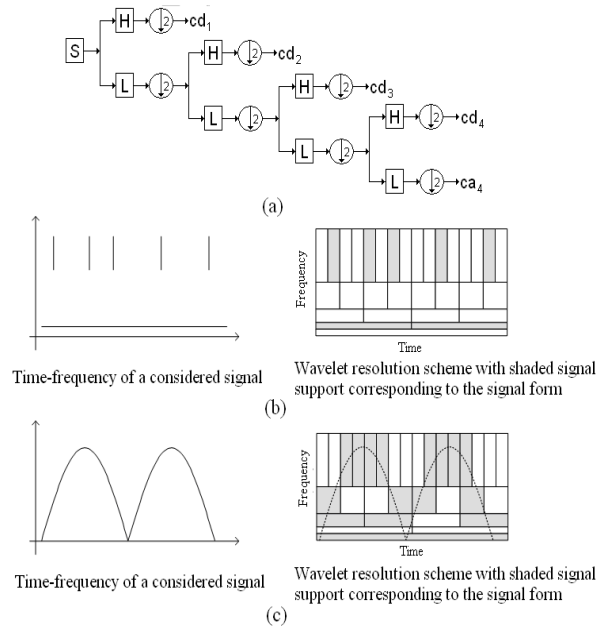 H 2 cd1
S
H 2 cd2
L 2
H 2 cd3
L 2
H 2 cd4
L 2
L 2 ca4
(a)
Frequency
Time
Time-frequency of a considered signal
Wavelet resolution scheme with shaded signal
support corresponding to the signal form
(b)
Frequency
Time
Time-frequency of a considered signal
Wavelet resolution scheme with shaded signal
support corresponding to the signal form
(c)